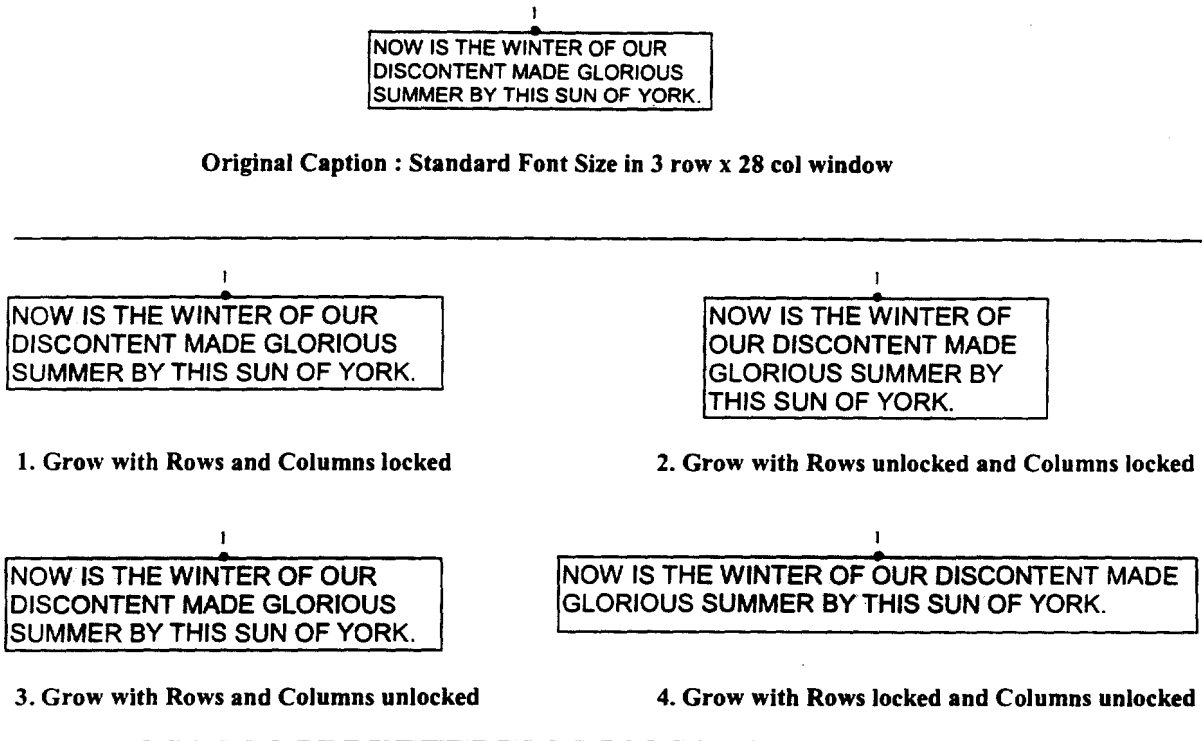 1
NOW IS THE WINTER OF OUR
DISCONTENT MADE GLORIOUS
SUMMER BY THIS SUN OF YORK.
Original Caption : Standard Font Size in 3 row x 28 col window
1
NOW IS THE WINTER OF OUR
DISCONTENT MADE GLORIOUS
SUMMER BY THIS SUN OF YORK.
1. Grow with Rows and Columns locked
1
NOW IS THE WINTER OF
OUR DISCONTENT MADE
GLORIOUS SUMMER BY
THIS SUN OF YORK.
2. Grow with Rows unlocked and Columns locked
1
NOW IS THE WINTER OF OUR
DISCONTENT MADE GLORIOUS
SUMMER BY THIS SUN OF YORK.
3. Grow with Rows and Columns unlocked
1
NOW IS THE WINTER OF OUR DISCONTENT MADE
GLORIOUS SUMMER BY THIS SUN OF YORK.
4. Grow with Rows locked and Columns unlocked